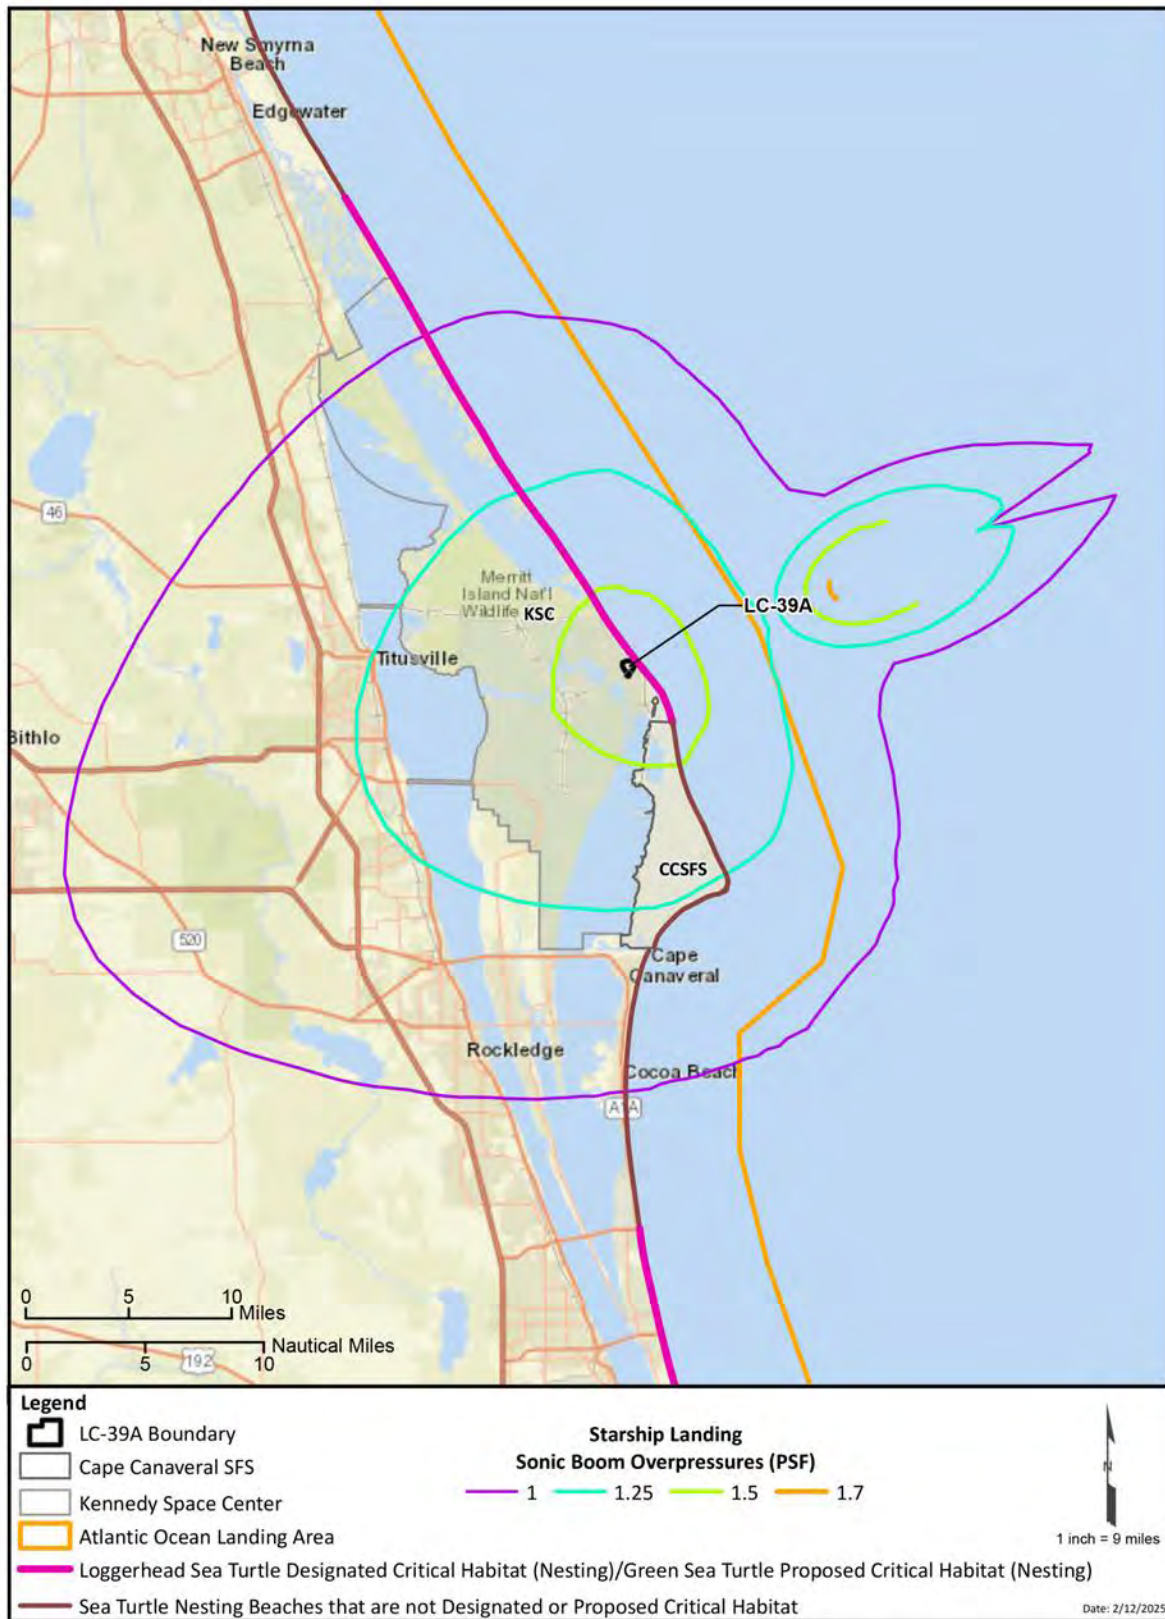 New Smyrna
Beach
Edgewater
46
Merritt
Island Nat'l
Wildlife
KSC
LC-39A
Titusville
Bithlo
CCSFS
520
Cape
Canaveral
Rockledge
Cocoa Beach
A1A
0 5 10
Miles
Nautical Miles
0 5 10
192
Legend
LC-39A Boundary
Cape Canaveral SFS
Kennedy Space Center
Atlantic Ocean Landing Area
Loggerhead Sea Turtle Designated Critical Habitat (Nesting)/Green Sea Turtle Proposed Critical Habitat (Nesting)
Sea Turtle Nesting Beaches that are not Designated or Proposed Critical Habitat
Starship Landing
Sonic Boom Overpressures (PSF)
1 1.25 1.5 1.7
N
1 inch = 9 miles
Date: 2/12/2025